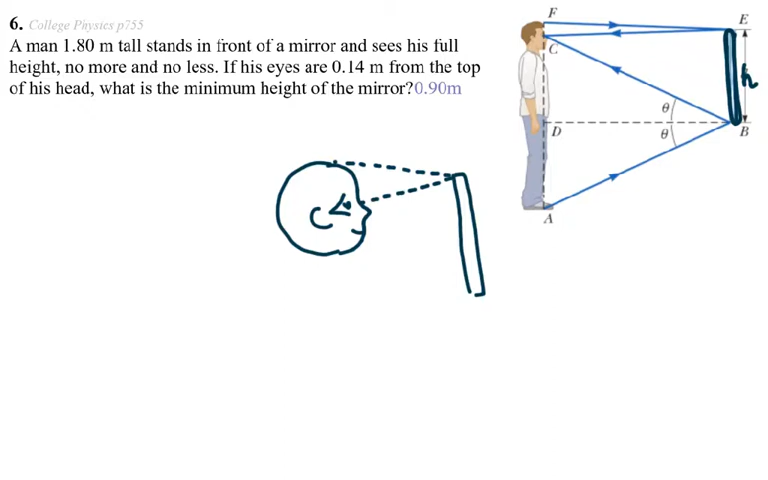 6. College Physics p755
A man 1.80 m tall stands in front of a mirror and sees his full
height, no more and no less. If his eyes are 0.14 m from the top
of his head, what is the minimum height of the mirror?0.90m
F
E
C
h
θ
D
θ
B
A